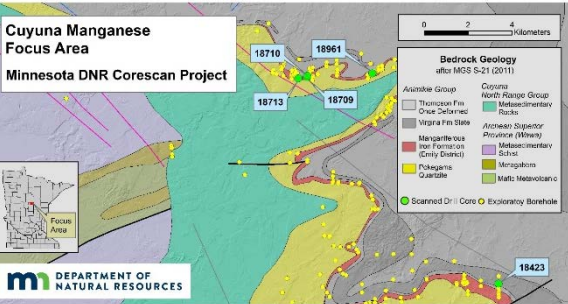 Cuyuna Manganese
Focus Area
Minnesota DNR Corescan Project
18710
18961
18713
18709
0 2 4
Kilometers
Bedrock Geology
after MGS S-21 (2011)
Animikie Group
Thompson Fm
Once Deformed
Virginia Fm Slate
Manganiferous
Iron Formation
(Emily District)
Pokegama
Quartzite
Cuyuna
North Range Group
Metasedimentary
Rocks
Archean Superior
Province (Wawa)
Metasedimentary
Schist
Metagabbro
Mafic Metavolcanic
Scanned Drill Core
Exploratory Borehole
Focus
Area
18423
DEPARTMENT OF
NATURAL RESOURCES